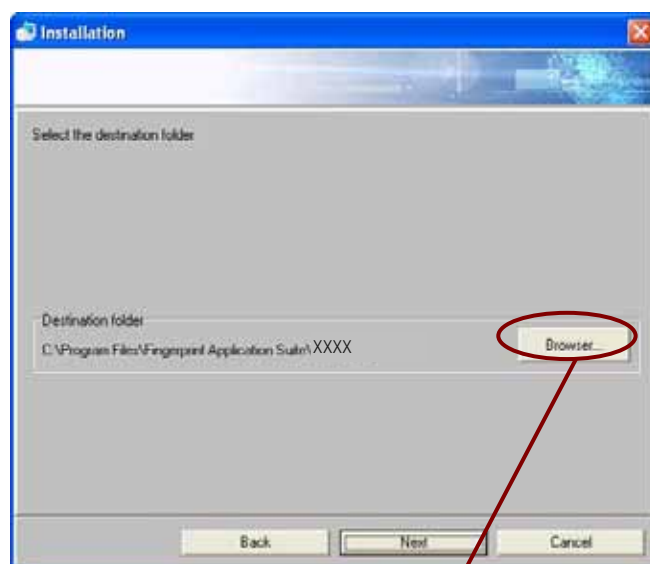 Installation
Select the destination folder
Destination folder
C:\Program Files\Fingerprint Application Suite\XXXX
Browser...
Back
Next
Cancel